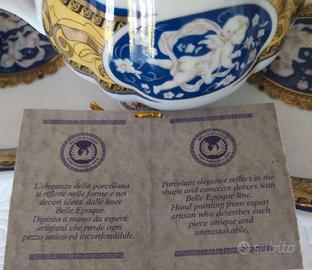 L'eleganza della porcellana
si riflette nelle forme e nei
decori ideati dalle linee
Belle Epoque.
Dipinto a mano da esperti
artigiani che rende ogni
pezzo unico ed inconfondibile.
Porcelain elegance reflect in the
shape and conceive decors with
Belle Epoque line.
Hand painting from expert
artisan who describes each
piece unique and
unmistakable.
subito